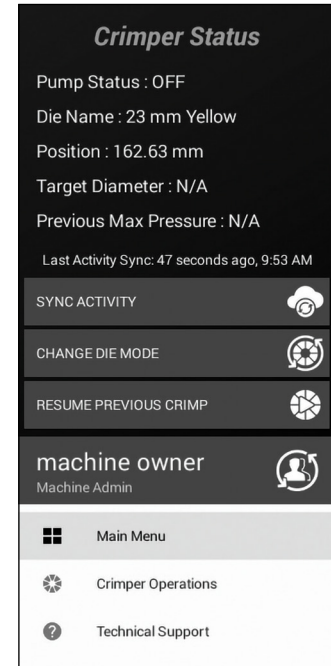 Crimper Status
Pump Status : OFF
Die Name : 23 mm Yellow
Position : 162.63 mm
Target Diameter : N/A
Previous Max Pressure : N/A
Last Activity Sync: 47 seconds ago, 9:53 AM
SYNC ACTIVITY
CHANGE DIE MODE
RESUME PREVIOUS CRIMP
machine owner
Machine Admin
Main Menu
Crimper Operations
Technical Support